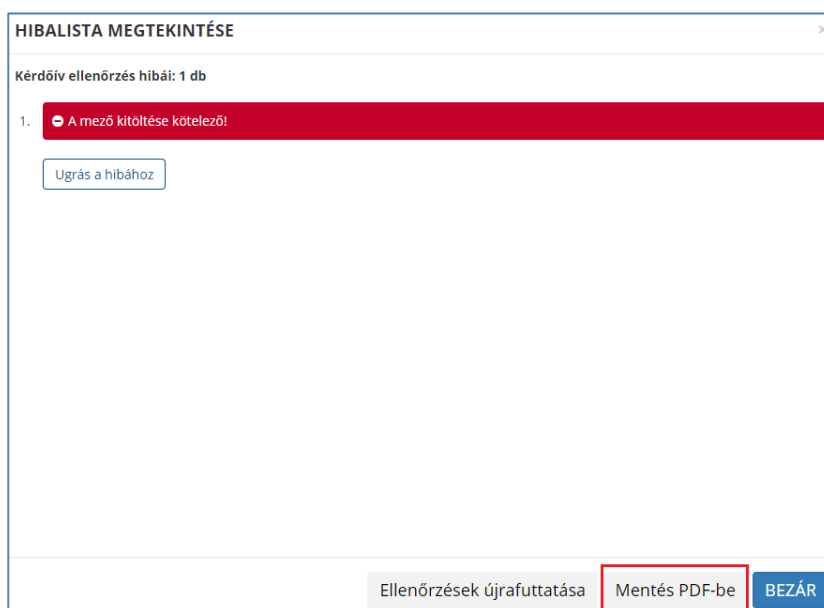 HIBALISTA MEGTEKINTÉSE
Kérdőív ellenőrzés hibái: 1 db
1. A mező kitöltése kötelező!
Ugrás a hibához
Ellenőrzések újrafuttatása Mentés PDF-be BEZÁR